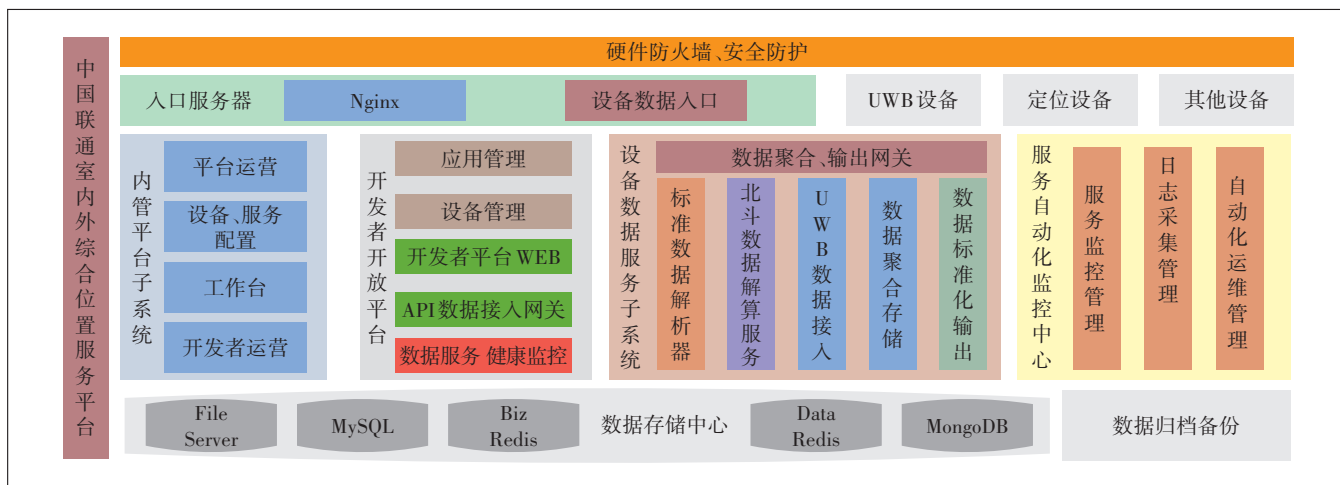 中国联通室内外综合位置服务平台
硬件防火墙、安全防护
入口服务器
Nginx
设备数据入口
UWB设备
定位设备
其他设备
内管平台子系统
平台运营
设备、服务
配置
工作台
开发者运营
开发者开放平台
应用管理
设备管理
开发者平台WEB
API数据接入网关
数据服务 健康监控
设备数据服务子系统
数据聚合、输出网关
标准数据解析器
北斗数据解算服务
UWB数据接入
数据聚合存储
数据标准化输出
服务自动化监控中心
服务监控管理
日志采集管理
自动化运维管理
File
Server
MySQL
Biz
Redis
数据存储中心
Data
Redis
MongoDB
数据归档备份